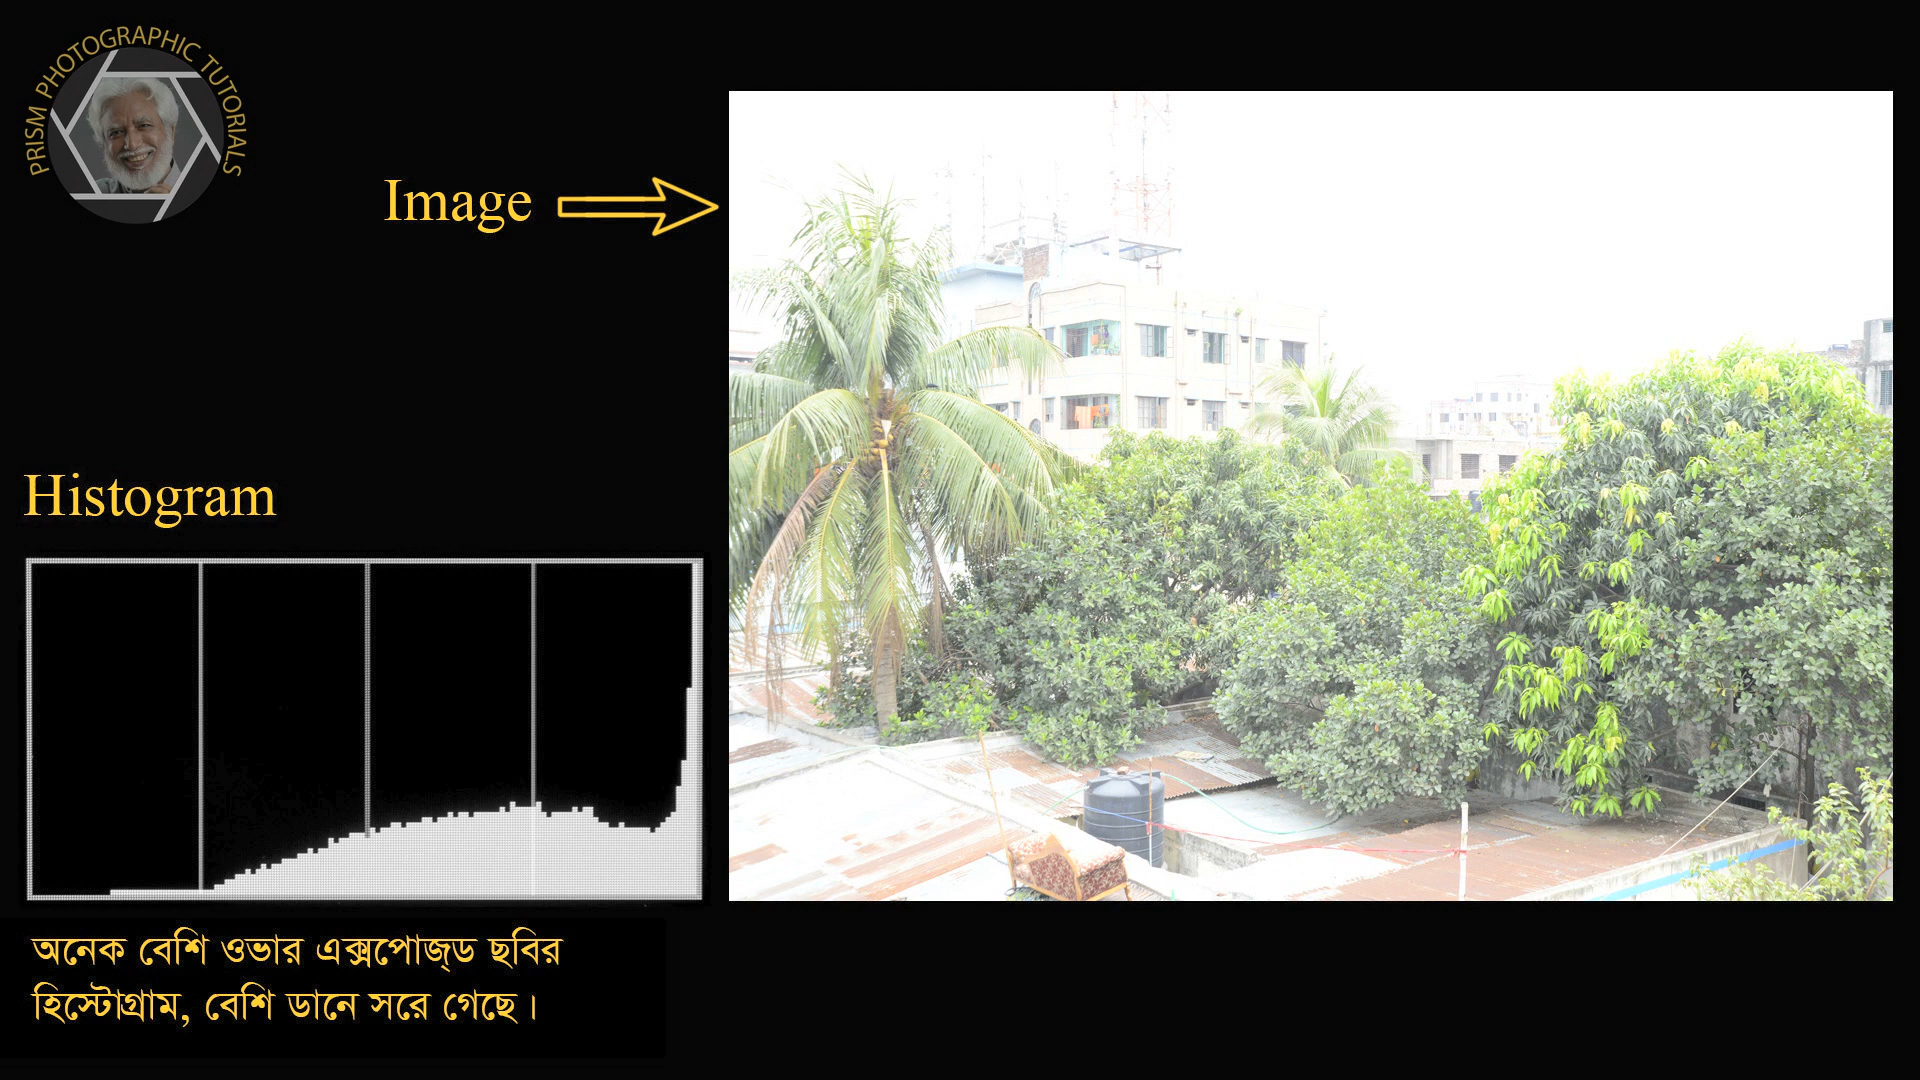 PRISM PHOTOGRAPHIC TUTORIALS
Image
Histogram
অনেক বেশি ওভার এক্সপোজ্‌ড ছবির
হিস্টোগ্রাম, বেশি ডানে সরে গেছে।